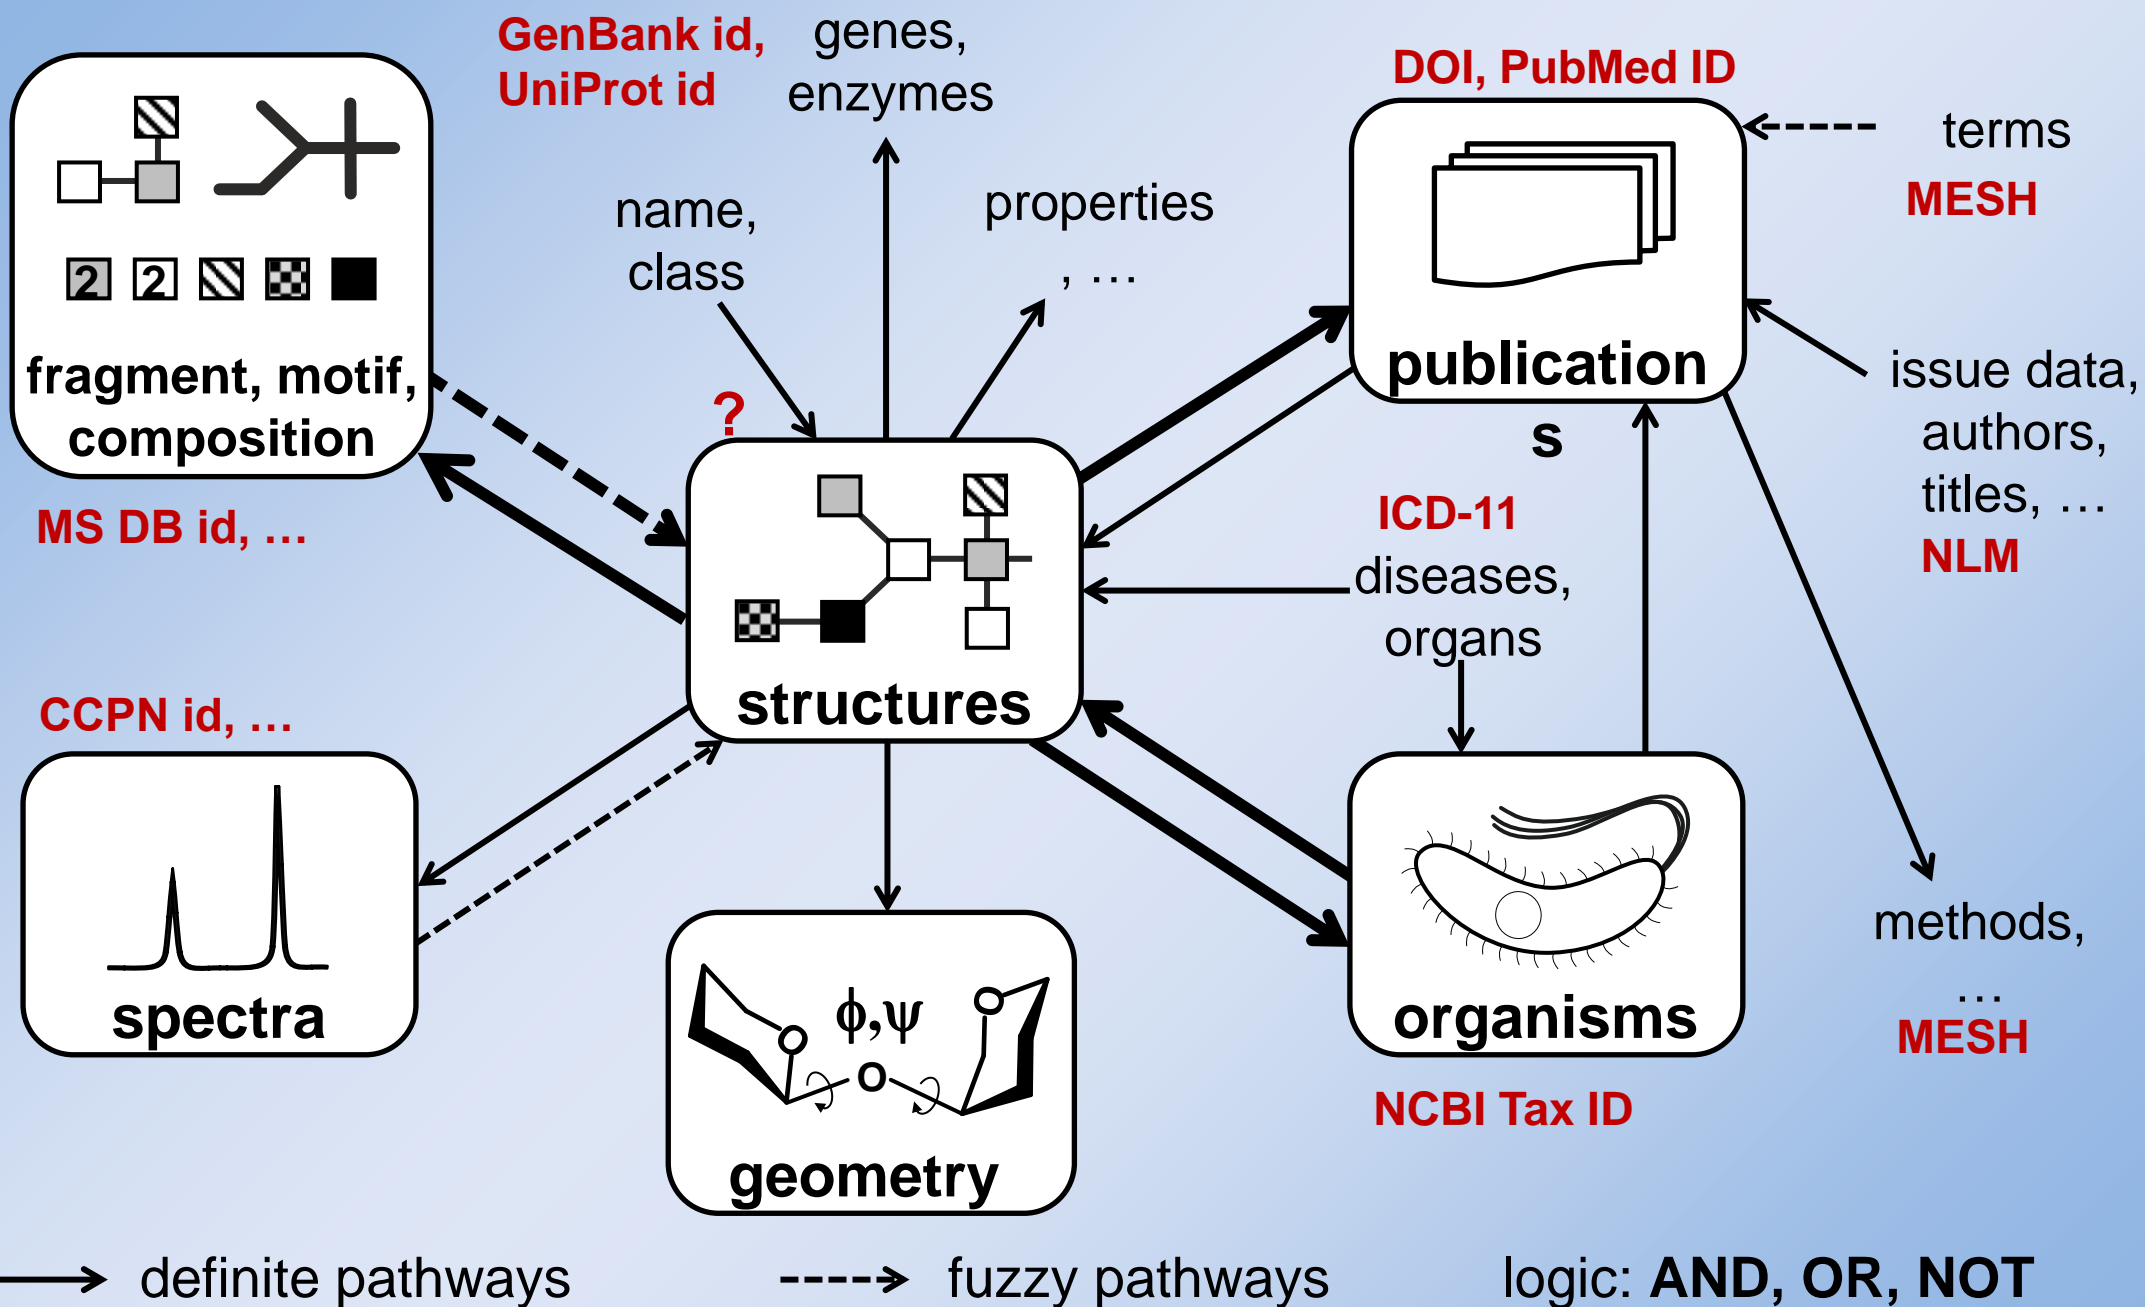 GenBank id,
UniProt id
genes,
enzymes
DOI, PubMed ID
terms
MESH
name,
class
properties
, …
2 2
fragment, motif,
composition
MS DB id, …
?
publication
s
issue data,
authors,
titles, …
NLM
ICD-11
diseases,
organs
structures
CCPN id, …
spectra
ϕ,ψ
O
O
O
geometry
organisms
NCBI Tax ID
methods,
…
MESH
definite pathways
fuzzy pathways
logic: AND, OR, NOT